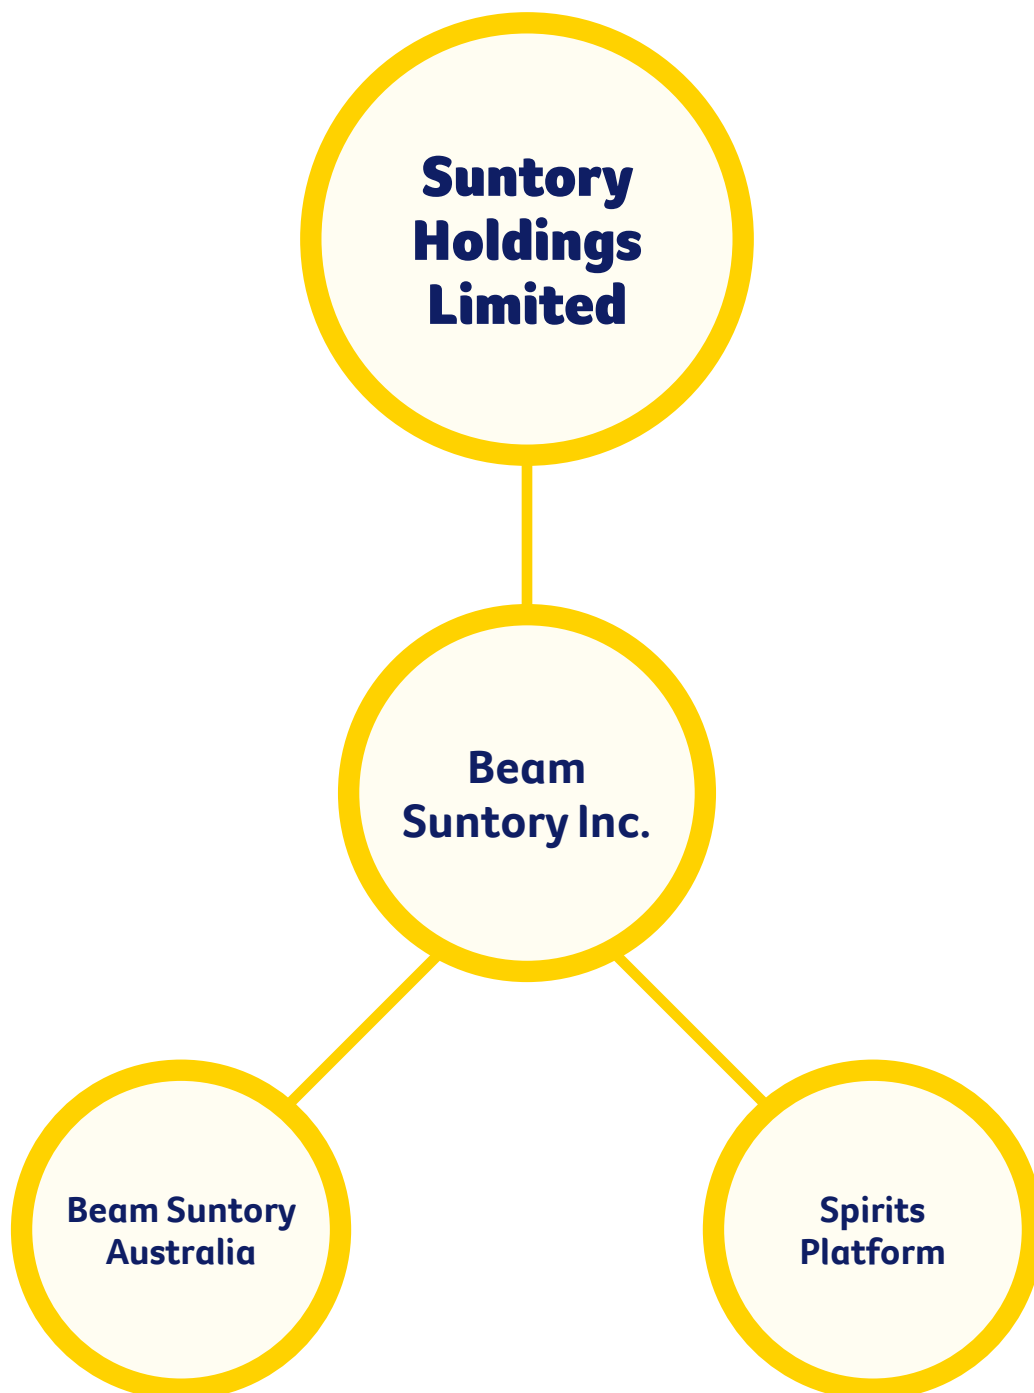 Suntory
Holdings
Limited
Beam
Suntory Inc.
Beam Suntory
Australia
Spirits
Platform